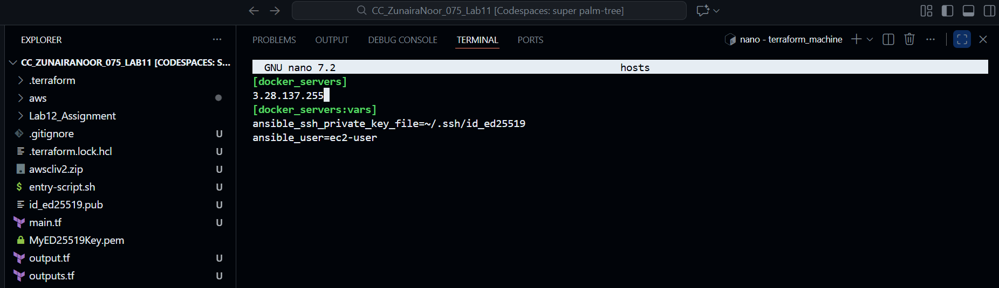 CC_ZunairaNoor_075_Lab11 [Codespaces: super palm-tree]
EXPLORER
CC_ZUNAIRANOOR_075_LAB11 [CODESPACES: S...
.terraform
aws
Lab12_Assignment
.gitignore U
.terraform.lock.hcl U
awscliv2.zip U
entry-script.sh U
id_ed25519.pub U
main.tf U
MyED25519Key.pem
output.tf U
outputs.tf U
PROBLEMS OUTPUT DEBUG CONSOLE TERMINAL PORTS
nano - terraform_machine
GNU nano 7.2 hosts
[docker_servers]
3.28.137.255
[docker_servers:vars]
ansible_ssh_private_key_file=~/.ssh/id_ed25519
ansible_user=ec2-user